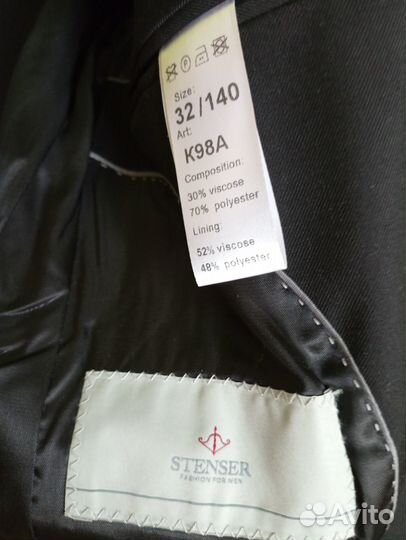 Size:
32/140
Art:
K98A
Composition:
30% viscose
70% polyester
Lining:
52% viscose
48% polyester
STENSER
FASHION FOR MEN
Avito